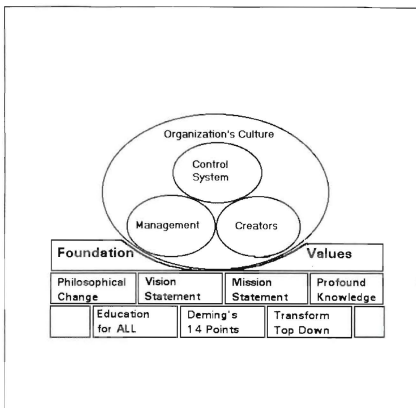 Organization's Culture
Control
System
Management
Creators
Foundation
Values
Philosophical
Change
Vision
Statement
Mission
Statement
Profound
Knowledge
Education
for ALL
Deming's
14 Points
Transform
Top Down